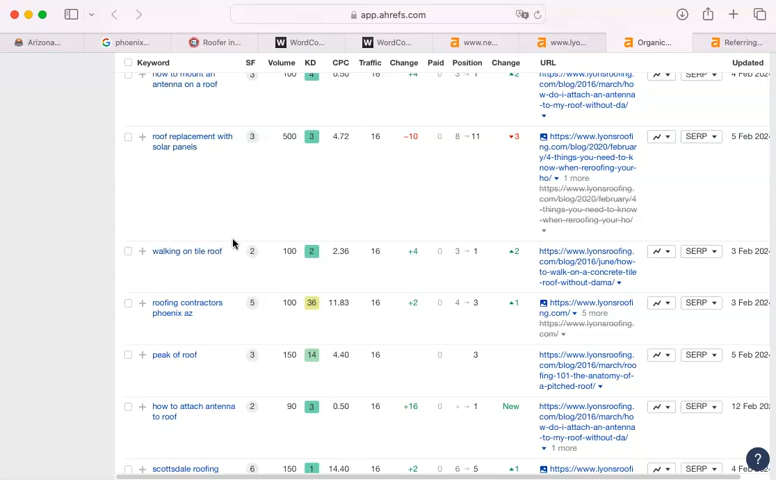 app.ahrefs.com
Arizona...
phoenix...
Roofer in...
WordCo...
WordCo...
www.ne...
www.lyo...
Organic...
Referring...
Keyword SF Volume KD CPC Traffic Change Paid Position Change URL Updated
how to mount an antenna on a roof 3 100 4 0.50 16 +4 0 3 → 1 ▲2 https://www.lyonsroofing.
com/blog/2016/march/ho
w-do-i-attach-an-antenna
-to-my-roof-without-da/
SERP 4 Feb 202
roof replacement with solar panels 3 500 3 4.72 16 −10 0 8 → 11 ▼3 https://www.lyonsroofi
ng.com/blog/2020/februar
y/4-things-you-need-to-k
now-when-reroofing-your-
ho/ 1 more
https://www.lyonsroofing.
com/blog/2020/february/4
-things-you-need-to-know
-when-reroofing-your-ho/
SERP 5 Feb 202
walking on tile roof 2 100 2 2.36 16 +4 0 3 → 1 ▲2 https://www.lyonsroofing.
com/blog/2016/june/how-
to-walk-on-a-concrete-tile
-roof-without-dama/
SERP 3 Feb 202
roofing contractors phoenix az 5 100 36 11.83 16 +2 0 4 → 3 ▲1 https://www.lyonsroofi
ng.com/ 5 more
https://www.lyonsroofing.
com/
SERP 3 Feb 202
peak of roof 3 150 14 4.40 16 0 3 https://www.lyonsroofing.
com/blog/2016/march/roo
fing-101-the-anatomy-of-
a-pitched-roof/
SERP 5 Feb 202
how to attach antenna to roof 2 90 3 0.50 16 +16 0 × → 1 New https://www.lyonsroofing.
com/blog/2016/march/ho
w-do-i-attach-an-antenna
-to-my-roof-without-da/
1 more
SERP 12 Feb 202
scottsdale roofing 6 150 1 14.40 16 +2 0 6 → 5 ▲1 https://www.lyonsroofi
SERP 4 Feb 202
?